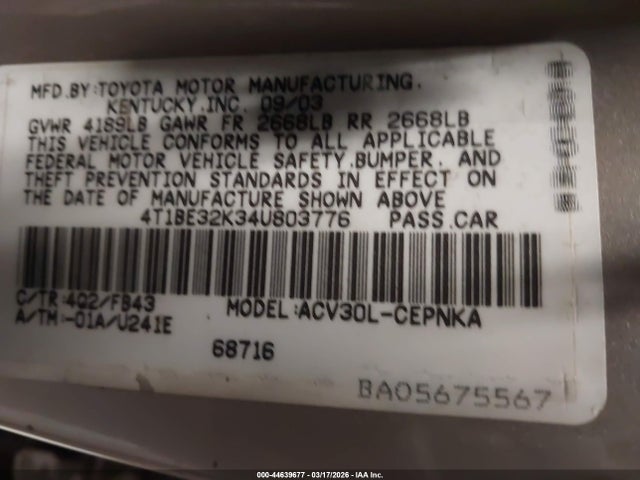 MFD.BY:TOYOTA MOTOR MANUFACTURING.
KENTUCKY.INC. 09/03
GVWR 4189LB GAWR FR 2668LB RR 2668LB
THIS VEHICLE CONFORMS TO ALL APPLICABLE
FEDERAL MOTOR VEHICLE SAFETY.BUMPER. AND
THEFT PREVENTION STANDARDS IN EFFECT ON
THE DATE OF MANUFACTURE SHOWN ABOVE
4T1BE32K34U803776 PASS.CAR
C/TR:4Q2/FB43 MODEL:ACV30L-CEPNKA
A/TM:-01A/U241E
68716
BA05675567
000-44639677 - 03/17/2026 - IAA Inc.